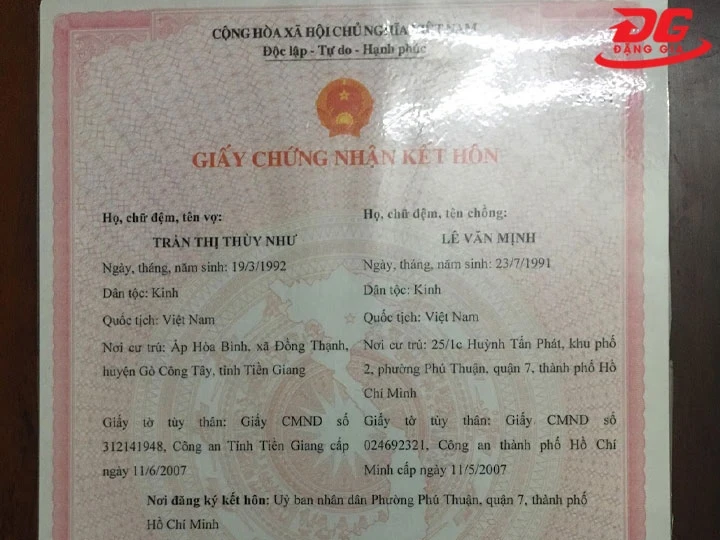 CỘNG HÒA XÃ HỘI CHỦ NGHĨA VIỆT NAM
Độc lập - Tự do - Hạnh phúc
ĐG
ĐẶNG GIA
GIẤY CHỨNG NHẬN KẾT HÔN
Họ, chữ đệm, tên vợ:
TRẦN THỊ THÙY NHƯ
Ngày, tháng, năm sinh: 19/3/1992
Dân tộc: Kinh
Quốc tịch: Việt Nam
Nơi cư trú: Ấp Hòa Bình, xã Đồng Thạnh,
huyện Gò Công Tây, tỉnh Tiền Giang
Giấy tờ tùy thân: Giấy CMND số
312141948, Công an Tỉnh Tiền Giang cấp
ngày 11/6/2007
Họ, chữ đệm, tên chồng:
LÊ VĂN MỊNH
Ngày, tháng, năm sinh: 23/7/1991
Dân tộc: Kinh
Quốc tịch: Việt Nam
Nơi cư trú: 25/1c Huỳnh Tấn Phát, khu phố
2, phường Phú Thuận, quận 7, thành phố Hồ
Chí Minh
Giấy tờ tùy thân: Giấy CMND số
024692321, Công an thành phố Hồ Chí
Minh cấp ngày 11/5/2007
Nơi đăng ký kết hôn: Uỷ ban nhân dân Phường Phú Thuận, quận 7, thành phố
Hồ Chí Minh